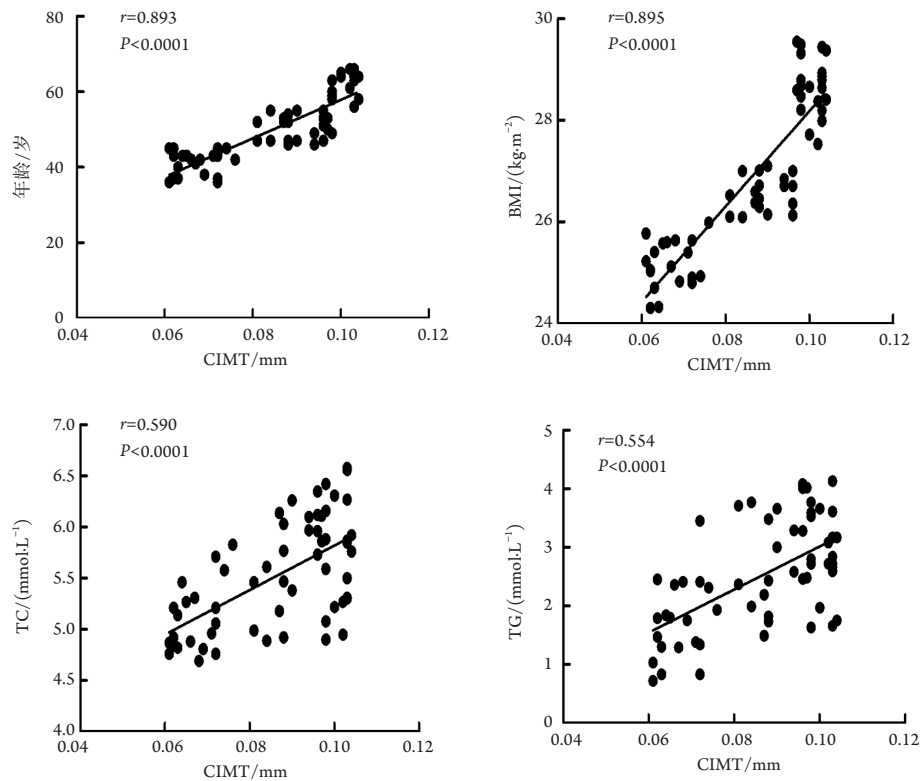 r=0.893
P<0.0001
年龄/岁
80
60
40
20
0
0.04 0.06 0.08 0.10 0.12
CIMT/mm
r=0.895
P<0.0001
BMI/(kg·m⁻²)
30
28
26
24
0.04 0.06 0.08 0.10 0.12
CIMT/mm
r=0.590
P<0.0001
TC/(mmol·L⁻¹)
7.0
6.5
6.0
5.5
5.0
4.5
4.0
0.04 0.06 0.08 0.10 0.12
CIMT/mm
r=0.554
P<0.0001
TG/(mmol·L⁻¹)
5
4
3
2
1
0
0.04 0.06 0.08 0.10 0.12
CIMT/mm